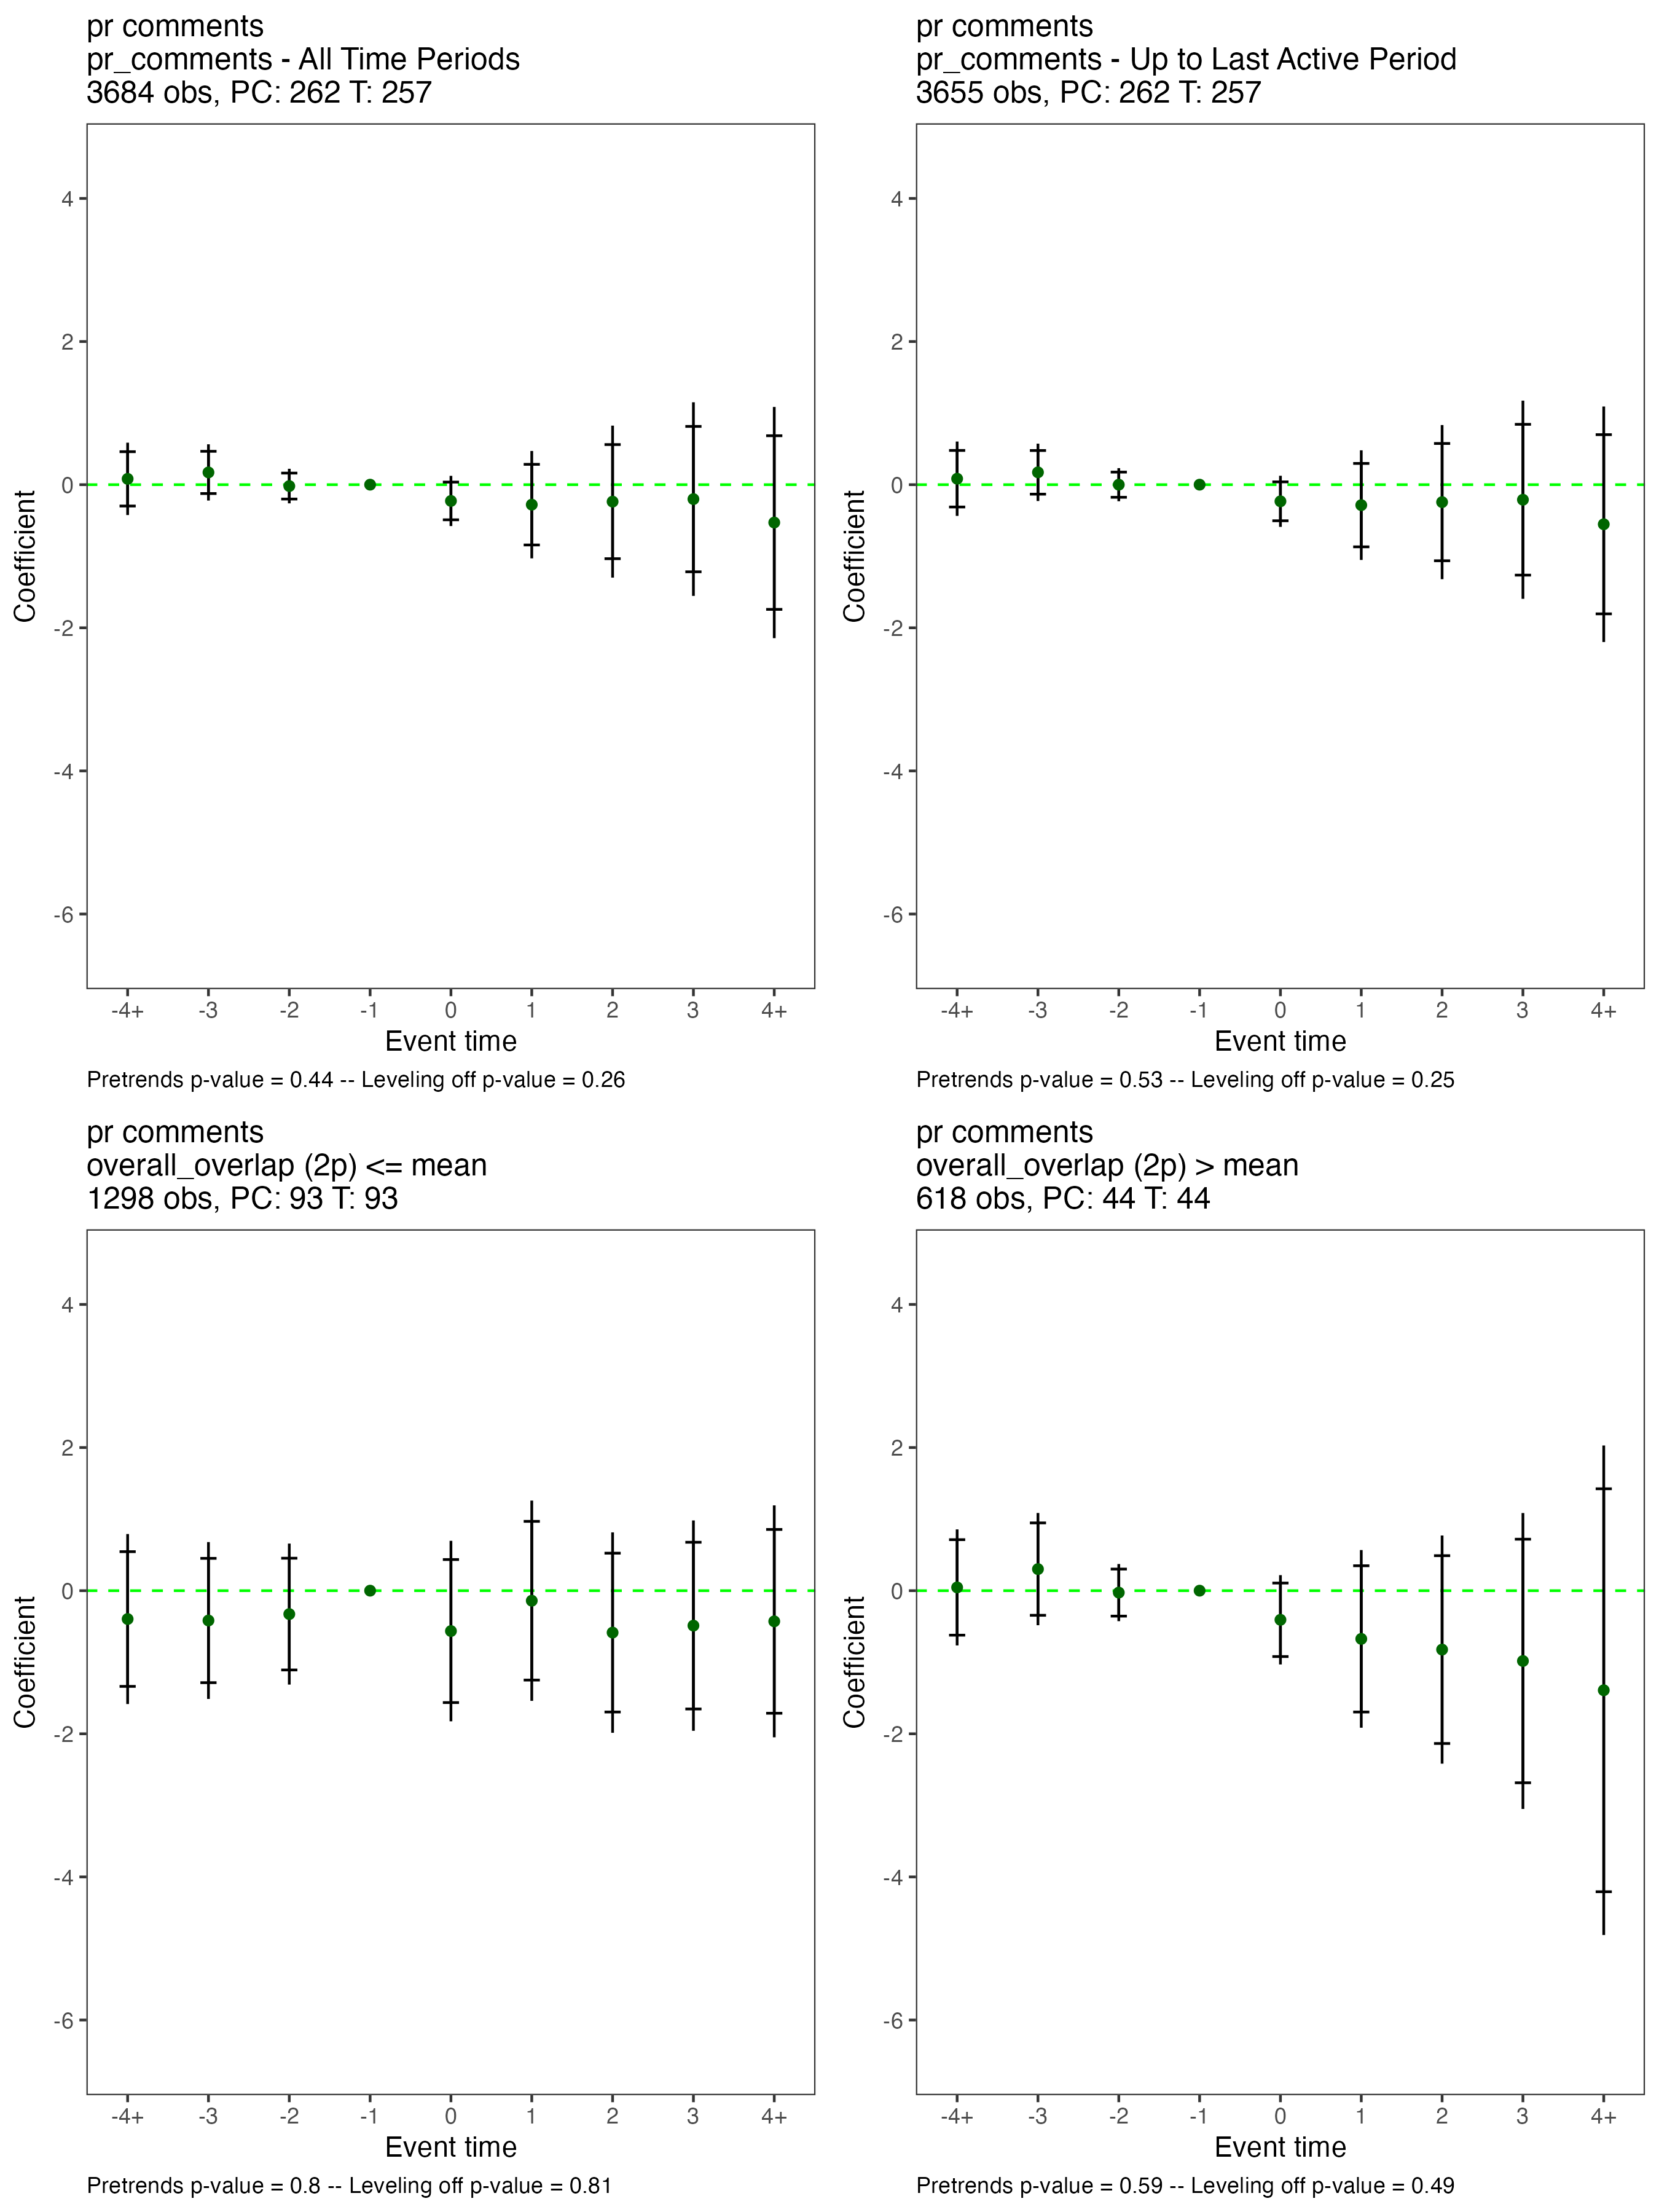 pr comments
pr_comments - All Time Periods
3684 obs, PC: 262 T: 257
4
2
0
-2
-4
-6
Coefficient
-4+ -3 -2 -1 0 1 2 3 4+
Event time
Pretrends p-value = 0.44 -- Leveling off p-value = 0.26
pr comments
pr_comments - Up to Last Active Period
3655 obs, PC: 262 T: 257
4
2
0
-2
-4
-6
Coefficient
-4+ -3 -2 -1 0 1 2 3 4+
Event time
Pretrends p-value = 0.53 -- Leveling off p-value = 0.25
pr comments
overall_overlap (2p) <= mean
1298 obs, PC: 93 T: 93
4
2
0
-2
-4
-6
Coefficient
-4+ -3 -2 -1 0 1 2 3 4+
Event time
Pretrends p-value = 0.8 -- Leveling off p-value = 0.81
pr comments
overall_overlap (2p) > mean
618 obs, PC: 44 T: 44
4
2
0
-2
-4
-6
Coefficient
-4+ -3 -2 -1 0 1 2 3 4+
Event time
Pretrends p-value = 0.59 -- Leveling off p-value = 0.49